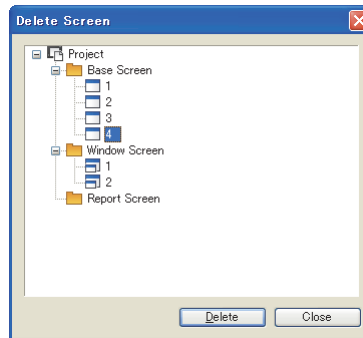 Delete Screen
Project
Base Screen
1
2
3
4
Window Screen
1
2
Report Screen
Delete
Close